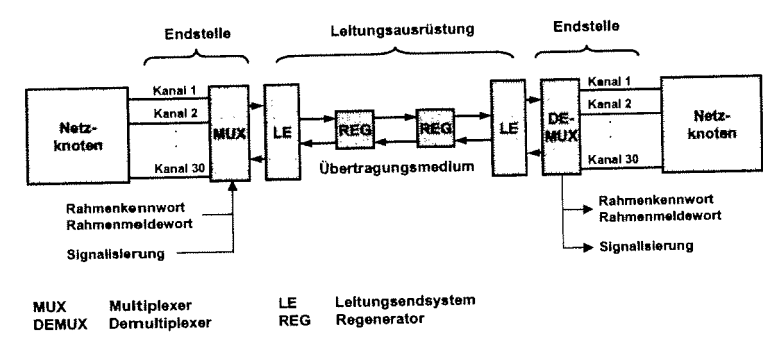 Endstelle
Leitungsausrüstung
Endstelle
Netz-
knoten
Kanal 1
Kanal 2
Kanal 30
MUX
LE
REG
REG
LE
DE-
MUX
Kanal 1
Kanal 2
Kanal 30
Netz-
knoten
Übertragungsmedium
Rahmenkennwort
Rahmenmeldewort
Signalisierung
Rahmenkennwort
Rahmenmeldewort
Signalisierung
MUX Multiplexer
DEMUX Demultiplexer
LE Leitungsendsystem
REG Regenerator